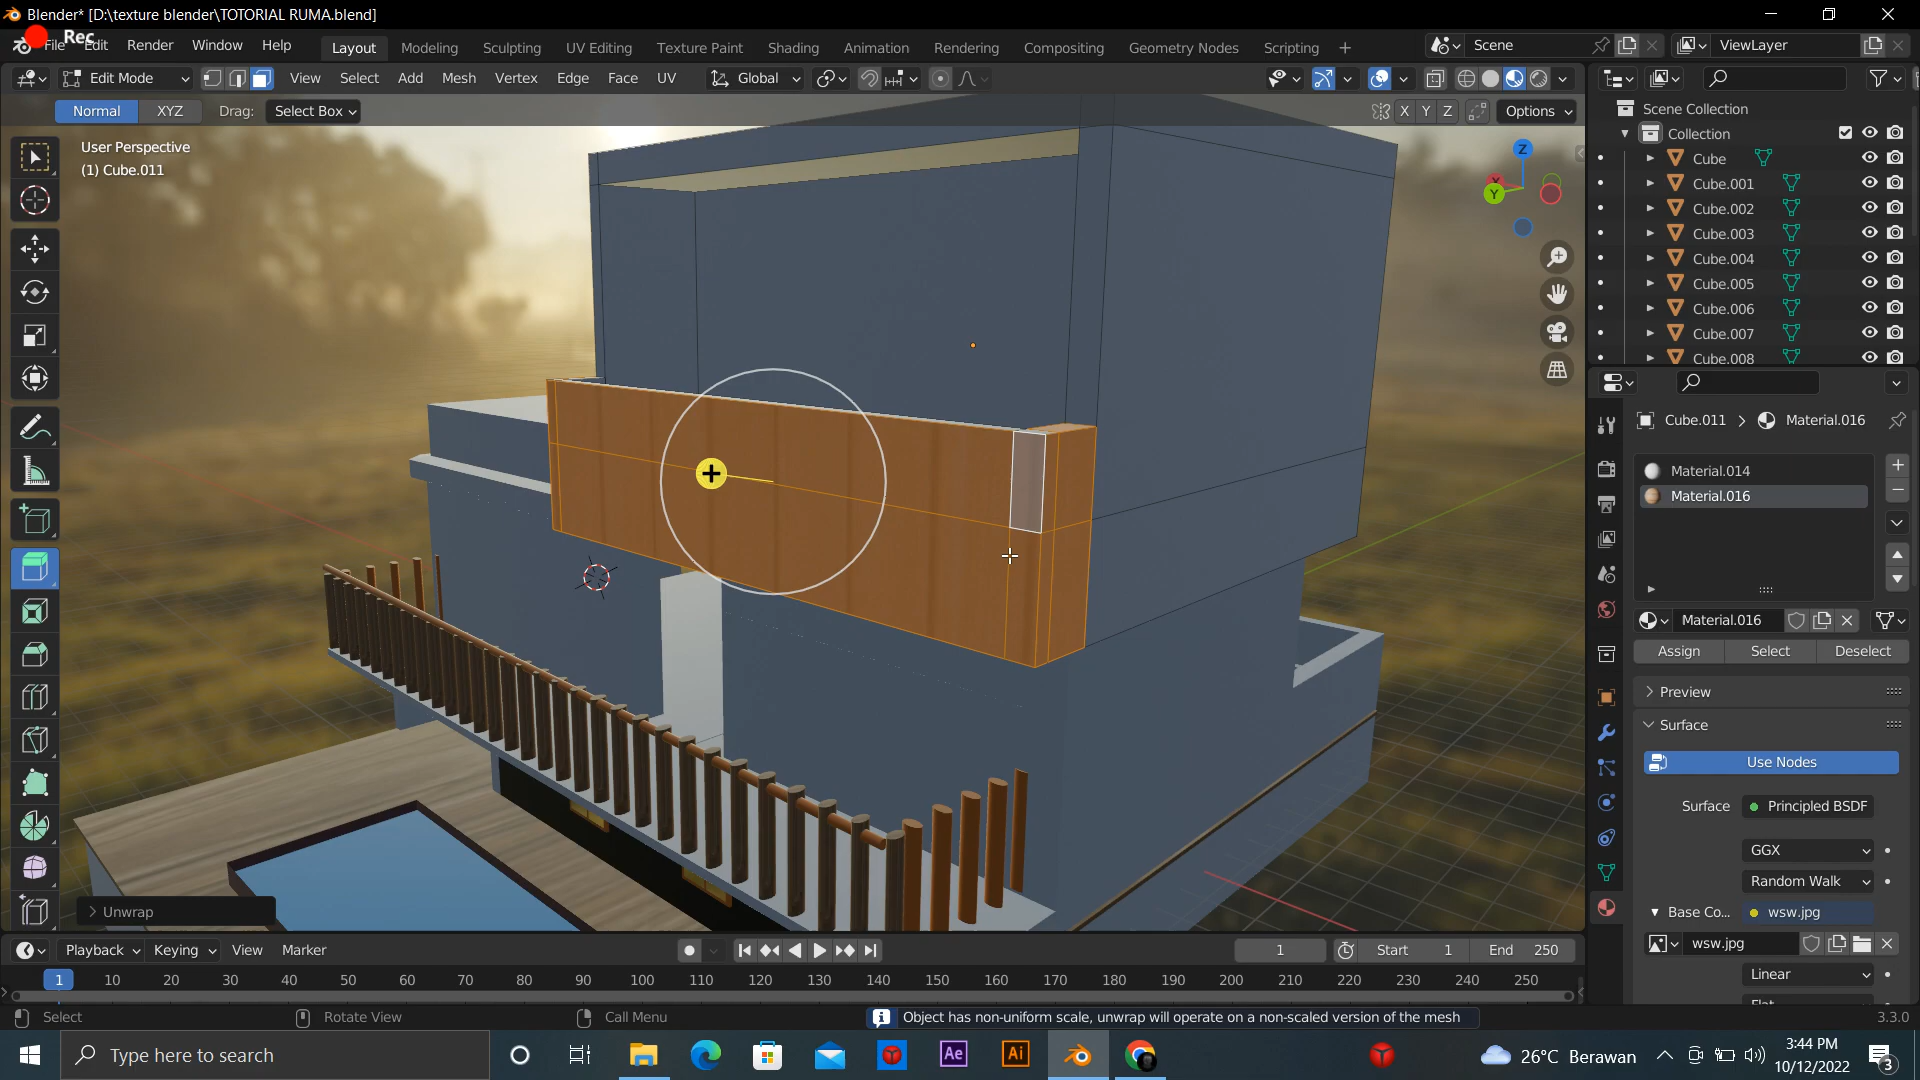 Blender* [D:\texture blender\TOTORIAL RUMA.blend]
Rec
File Edit Render Window Help Layout Modeling Sculpting UV Editing Texture Paint Shading Animation Rendering Compositing Geometry Nodes Scripting + Scene ViewLayer
Edit Mode View Select Add Mesh Vertex Edge Face UV Global
Normal XYZ Drag: Select Box X Y Z Options
User Perspective
(1) Cube.011
Z
X
Y
Scene Collection
Collection
Cube
Cube.001
Cube.002
Cube.003
Cube.004
Cube.005
Cube.006
Cube.007
Cube.008
Cube.011 > Material.016
Material.014
Material.016
Material.016
Assign Select Deselect
Preview
Surface
Use Nodes
Surface Principled BSDF
GGX
Random Walk
Base Co... wsw.jpg
wsw.jpg
Linear
Flat
> Unwrap
Playback Keying View Marker 1 Start 1 End 250
1 10 20 30 40 50 60 70 80 90 100 110 120 130 140 150 160 170 180 190 200 210 220 230 240 250
Select Rotate View Call Menu Object has non-uniform scale, unwrap will operate on a non-scaled version of the mesh 3.3.0
Type here to search Ae Ai 26°C Berawan 3:44 PM
10/12/2022 3